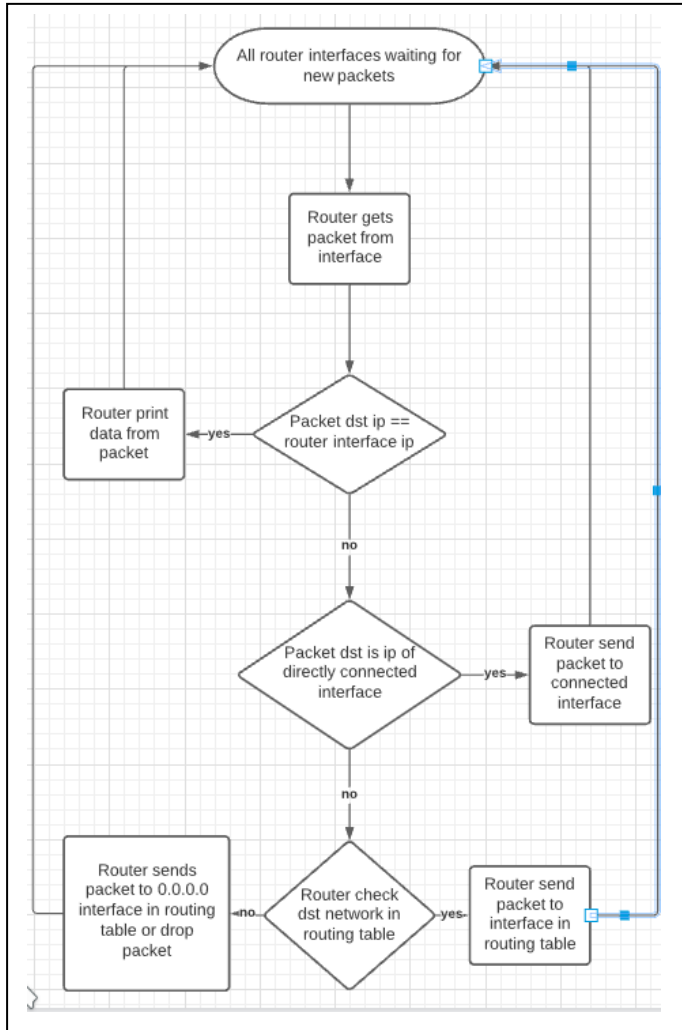 All router interfaces waiting for
new packets
Router gets
packet from
interface
Router print
data from
packet
yes
Packet dst ip ==
router interface ip
no
Packet dst is ip of
directly connected
interface
yes
Router send
packet to
connected
interface
no
Router sends
packet to 0.0.0.0
interface in routing
table or drop
packet
no
Router check
dst network in
routing table
yes
Router send
packet to
interface in
routing table